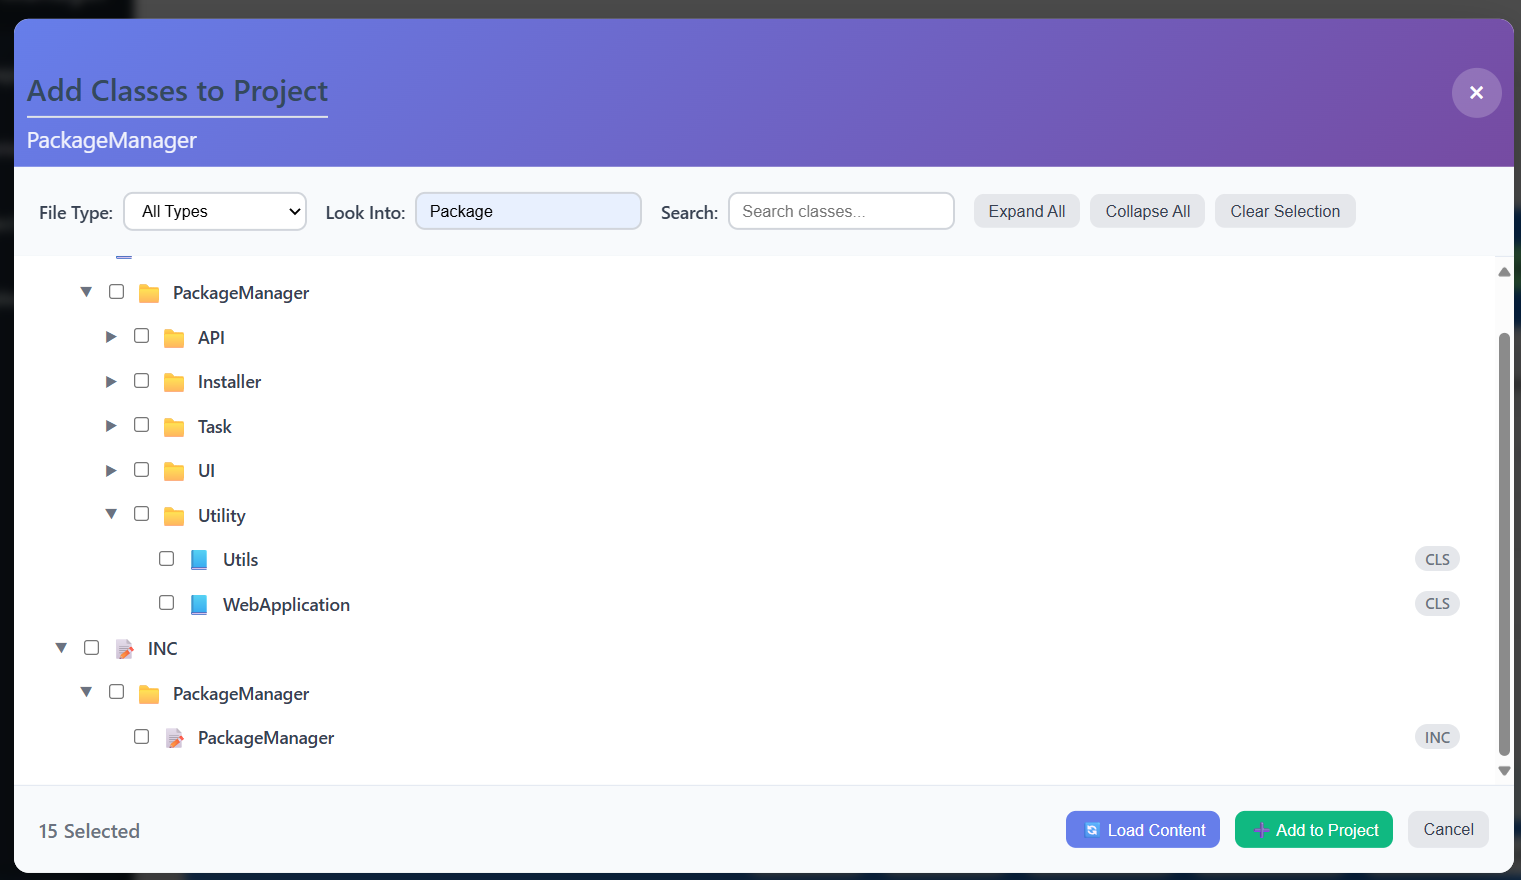 Add Classes to Project
PackageManager
File Type: All Types Look Into: Package Search: Search classes... Expand All Collapse All Clear Selection
PackageManager
API
Installer
Task
UI
Utility
Utils CLS
WebApplication CLS
INC
PackageManager
PackageManager INC
15 Selected Load Content Add to Project Cancel